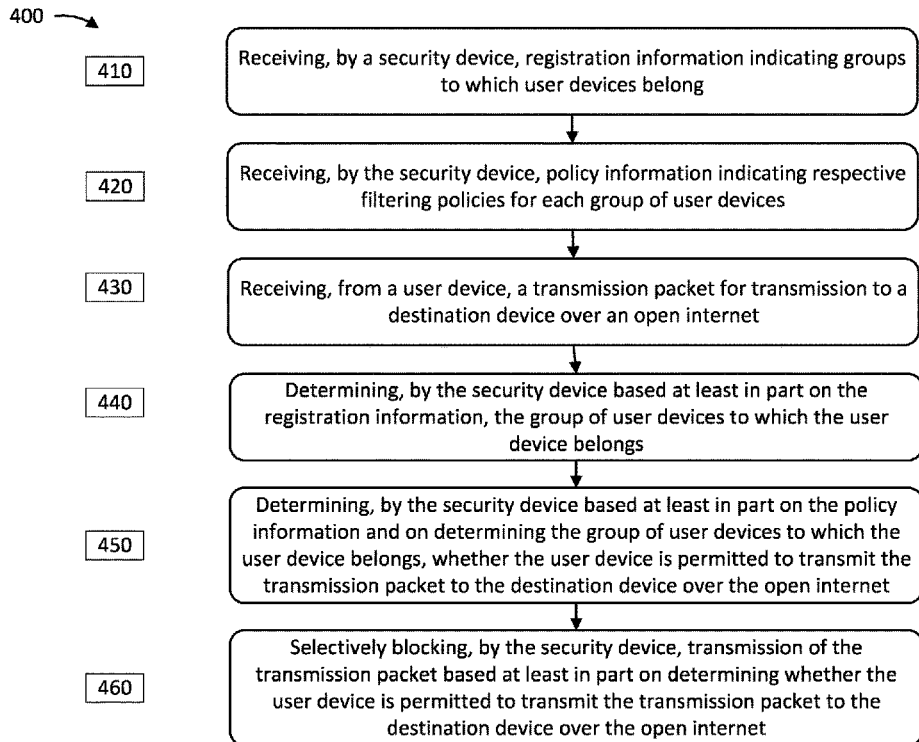 400
410
Receiving, by a security device, registration information indicating groups
to which user devices belong
420
Receiving, by the security device, policy information indicating respective
filtering policies for each group of user devices
430
Receiving, from a user device, a transmission packet for transmission to a
destination device over an open internet
440
Determining, by the security device based at least in part on the
registration information, the group of user devices to which the user
device belongs
450
Determining, by the security device based at least in part on the policy
information and on determining the group of user devices to which the
user device belongs, whether the user device is permitted to transmit the
transmission packet to the destination device over the open internet
460
Selectively blocking, by the security device, transmission of the
transmission packet based at least in part on determining whether the
user device is permitted to transmit the transmission packet to the
destination device over the open internet